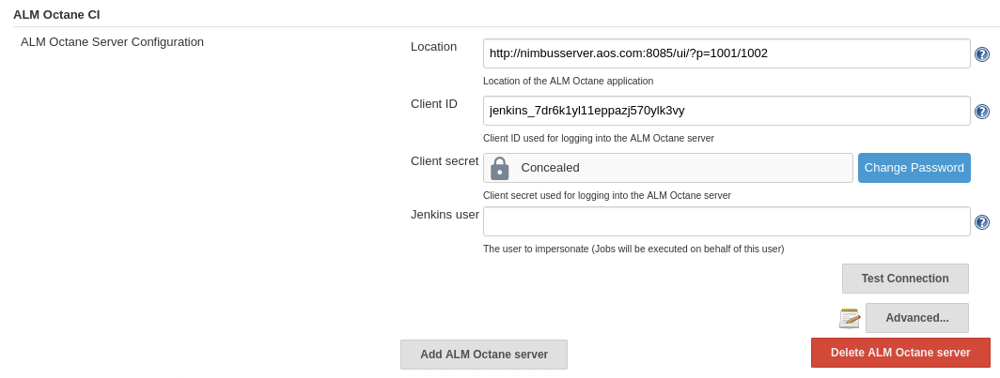 ALM Octane CI
ALM Octane Server Configuration
Location
http://nimbusserver.aos.com:8085/ui/?p=1001/1002
Location of the ALM Octane application
Client ID
jenkins_7dr6k1yl11eppazj570ylk3vy
Client ID used for logging into the ALM Octane server
Client secret
Concealed
Change Password
Client secret used for logging into the ALM Octane server
Jenkins user
The user to impersonate (Jobs will be executed on behalf of this user)
Test Connection
Advanced...
Add ALM Octane server
Delete ALM Octane server